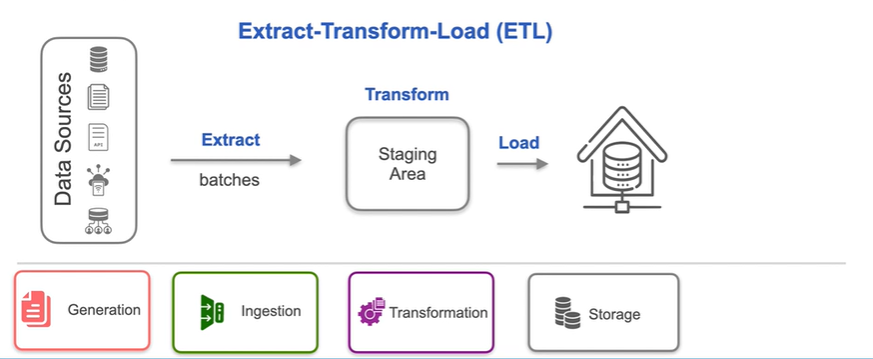 Extract-Transform-Load (ETL)
Data Sources
API
Extract
batches
Transform
Staging
Area
Load
Generation
Ingestion
Transformation
Storage